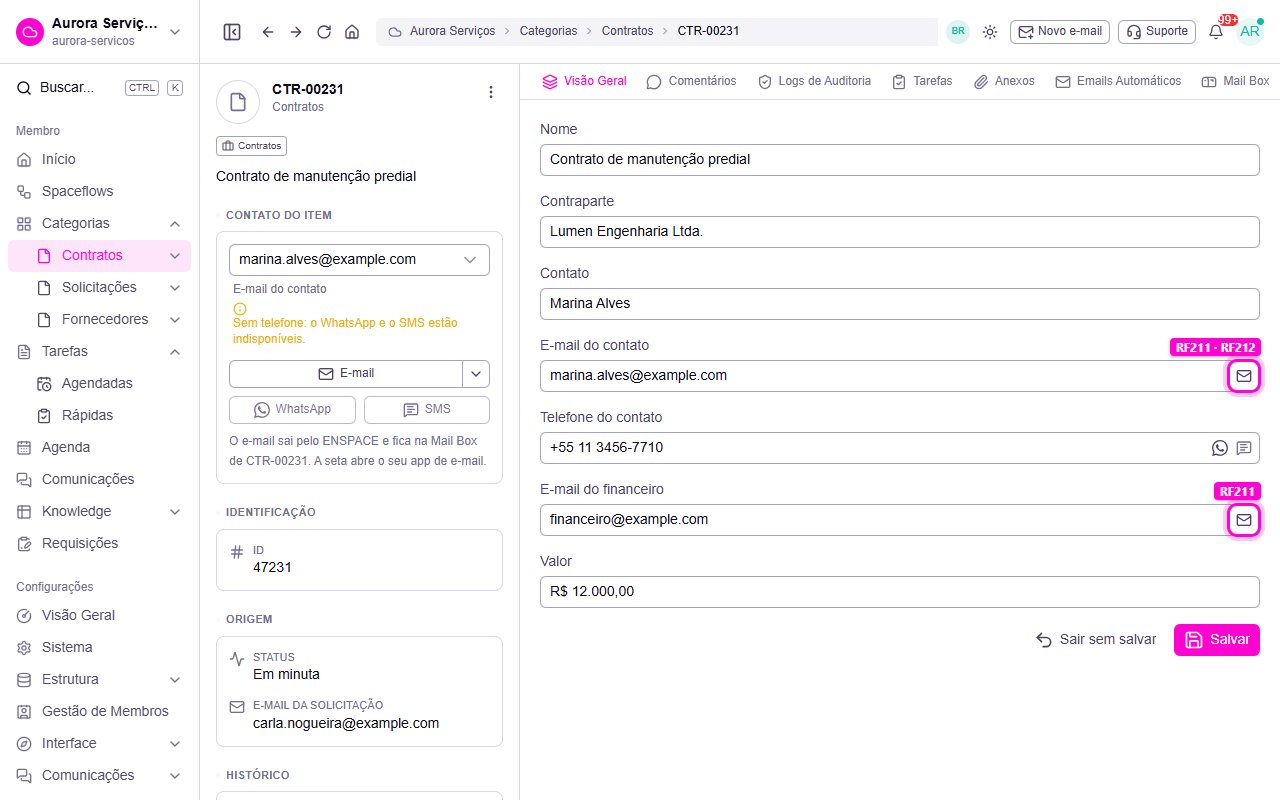 Aurora Serviç...
aurora-servicos
Aurora Serviços
Categorias
Contratos
CTR-00231
BR
Novo e-mail
Suporte
99+
AR
Buscar...
CTRL
K
Membro
Início
Spaceflows
Categorias
Contratos
Solicitações
Fornecedores
Tarefas
Agendadas
Rápidas
Agenda
Comunicações
Knowledge
Requisições
Configurações
Visão Geral
Sistema
Estrutura
Gestão de Membros
Interface
Comunicações
CTR-00231
Contratos
Contratos
Contrato de manutenção predial
CONTATO DO ITEM
marina.alves@example.com
E-mail do contato
Sem telefone: o WhatsApp e o SMS estão
indisponíveis.
E-mail
WhatsApp
SMS
O e-mail sai pelo ENSPACE e fica na Mail Box
de CTR-00231. A seta abre o seu app de e-mail.
IDENTIFICAÇÃO
ID
47231
ORIGEM
STATUS
Em minuta
E-MAIL DA SOLICITAÇÃO
carla.nogueira@example.com
HISTÓRICO
Visão Geral
Comentários
Logs de Auditoria
Tarefas
Anexos
Emails Automáticos
Mail Box
Nome
Contrato de manutenção predial
Contraparte
Lumen Engenharia Ltda.
Contato
Marina Alves
E-mail do contato
RF211 · RF212
marina.alves@example.com
Telefone do contato
+55 11 3456-7710
E-mail do financeiro
RF211
financeiro@example.com
Valor
R$ 12.000,00
Sair sem salvar
Salvar